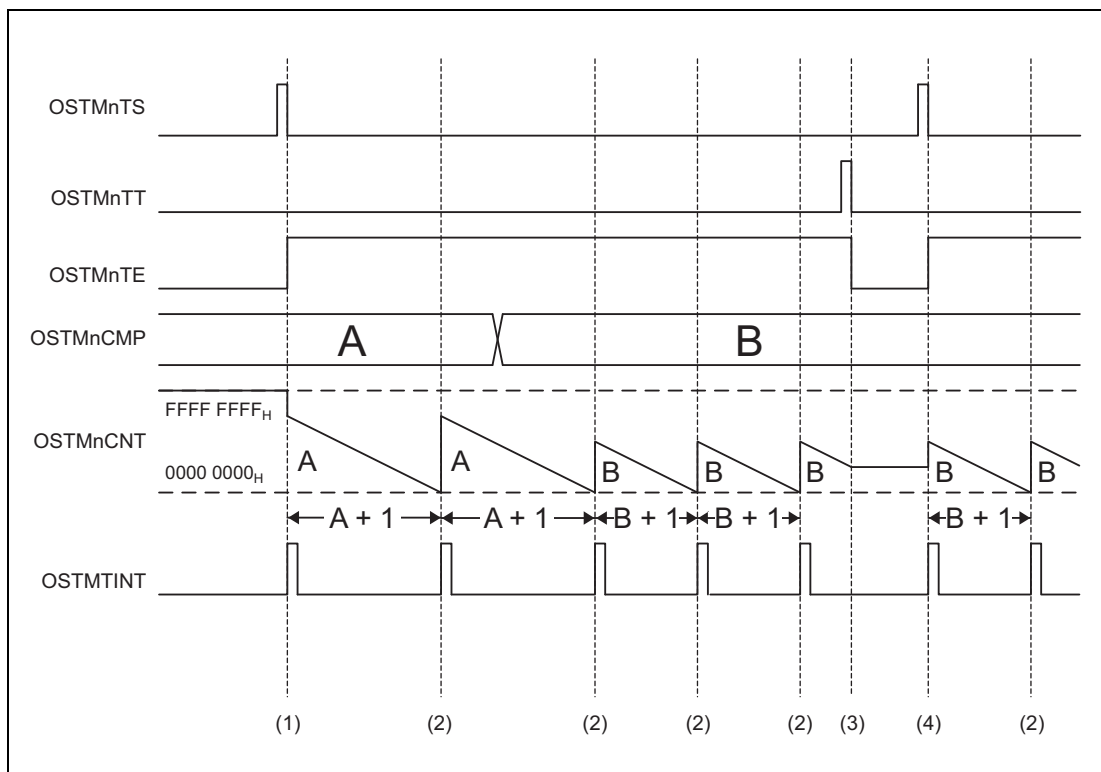 OSTMnTS
OSTMnTT
OSTMnTE
OSTMnCMP
A
B
FFFF FFFFH
OSTMnCNT
0000 0000H
A
A
B
B
B
B
B
A + 1
A + 1
B + 1
B + 1
B + 1
OSTMTINT
(1)
(2)
(2)
(2)
(2)
(3)
(4)
(2)